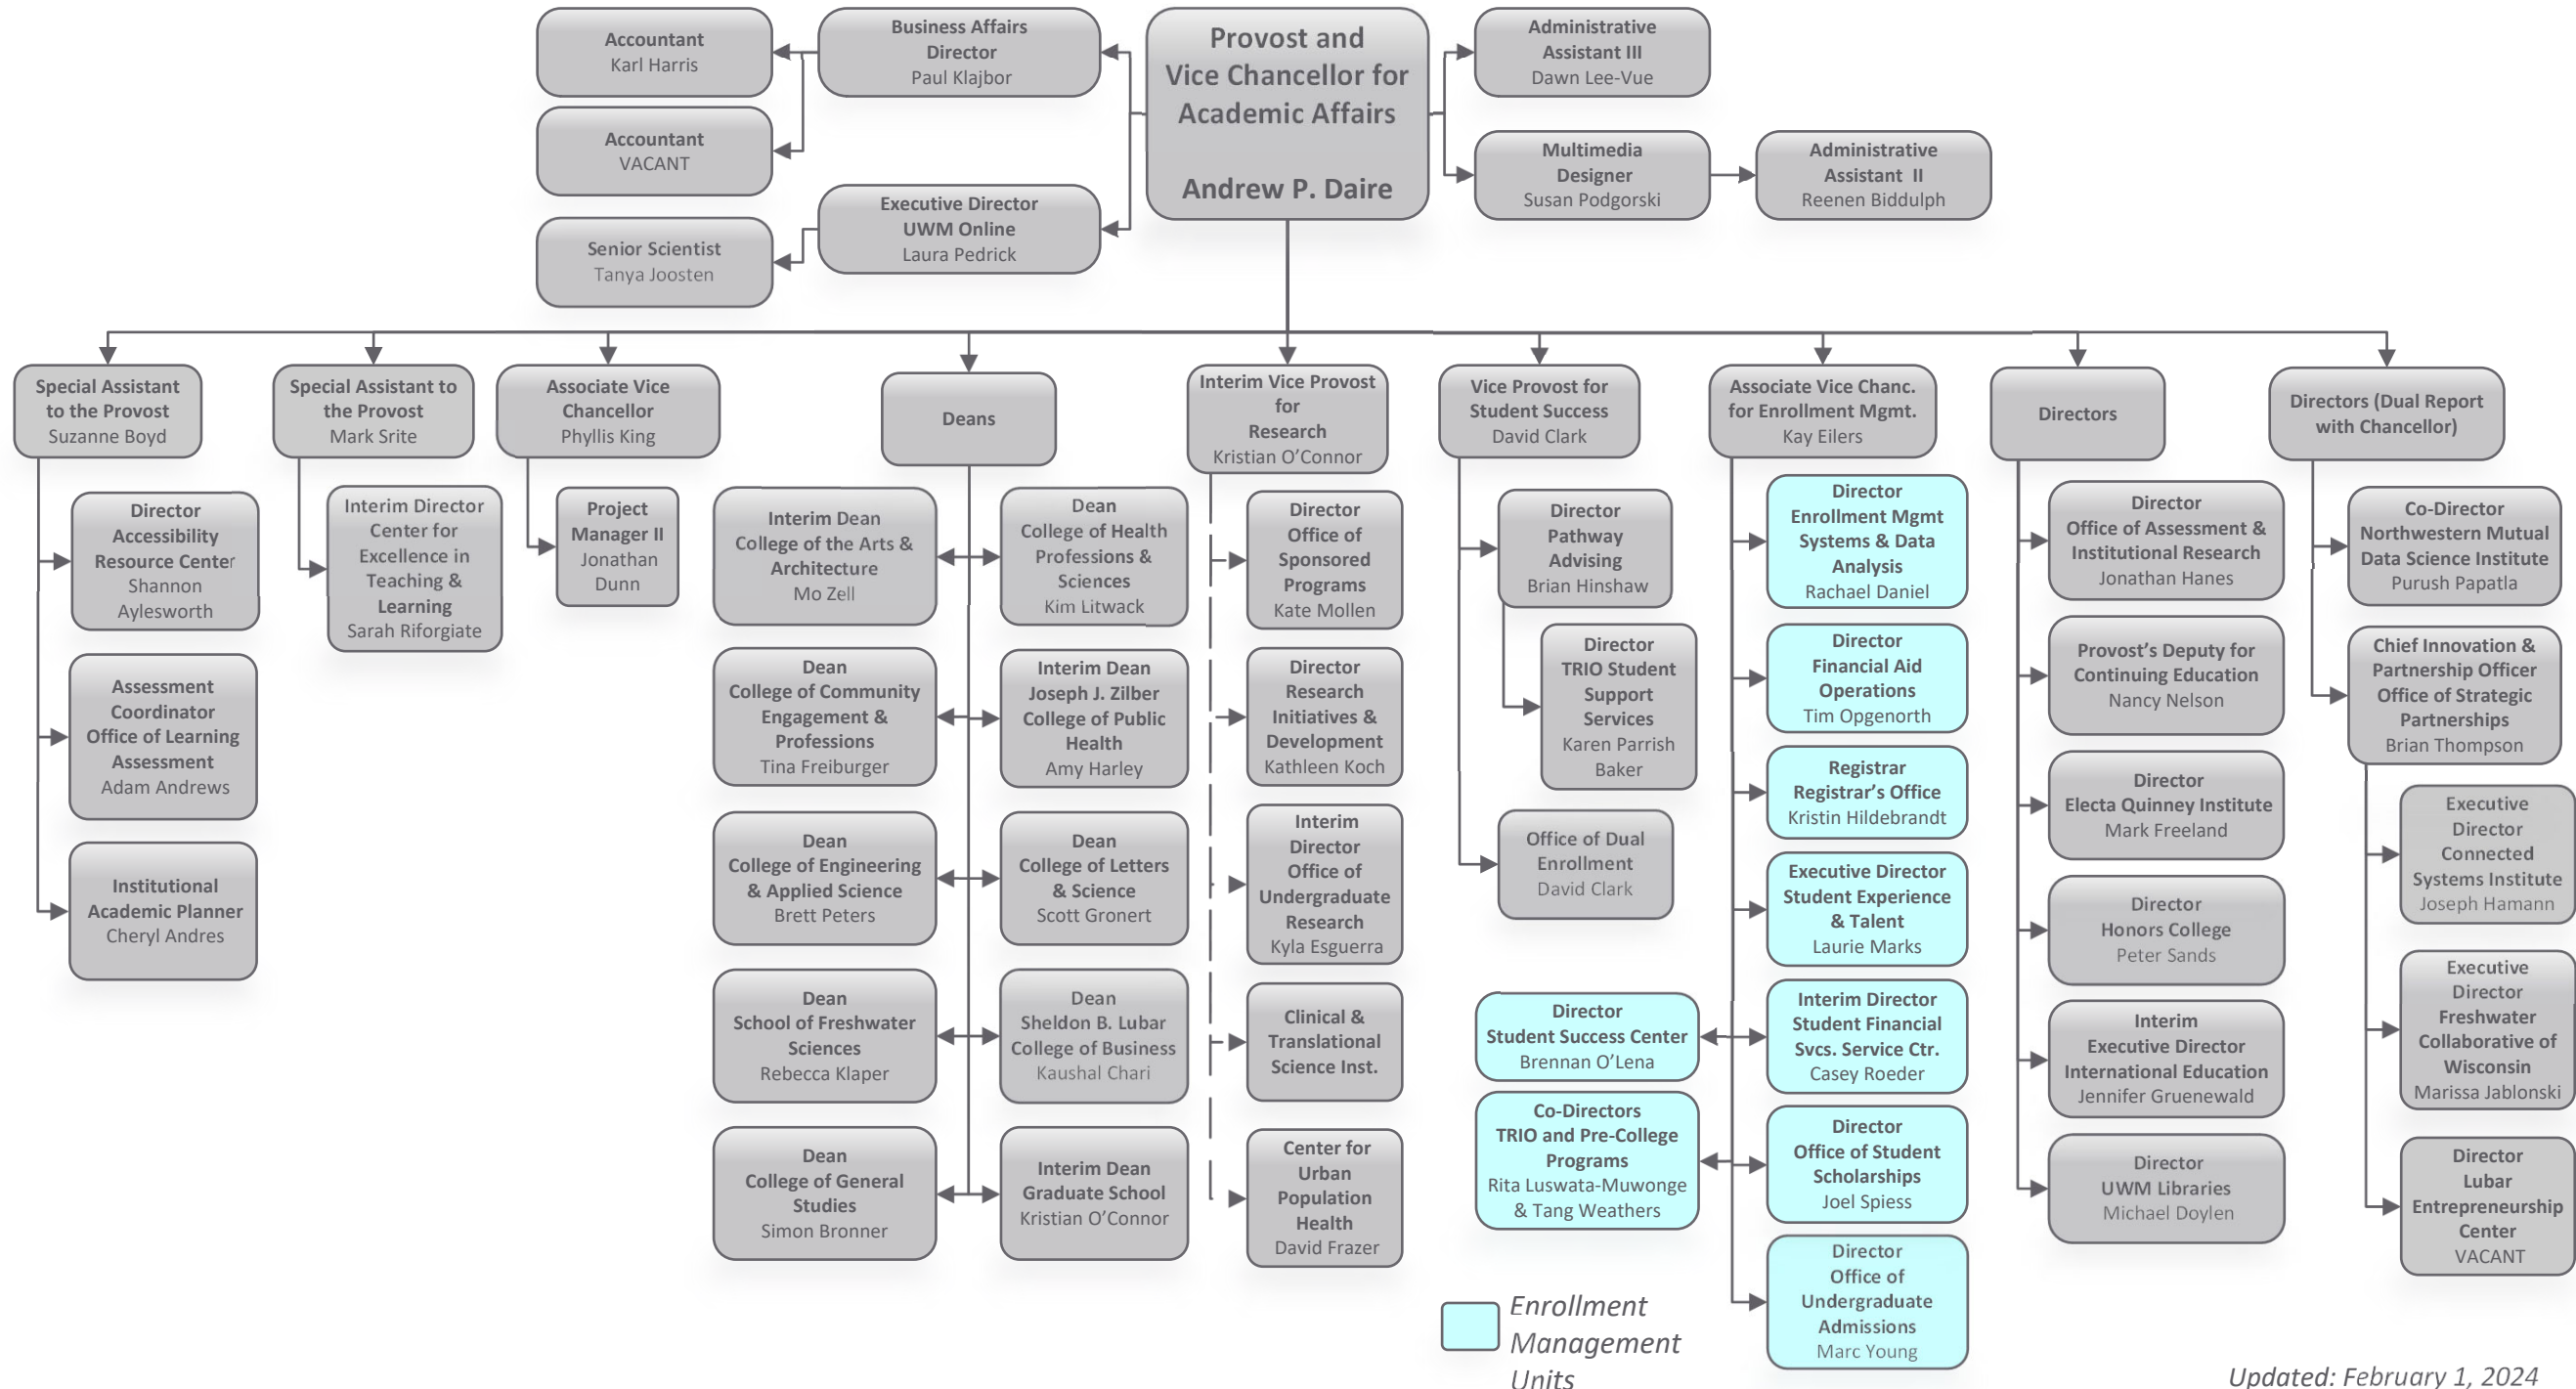 Accountant
Karl Harris
Business Affairs
Director
Paul Klajbor
Provost and
Vice Chancellor for
Academic Affairs
Andrew P. Daire
Administrative
Assistant III
Dawn Lee-Vue
Accountant
VACANT
Multimedia
Designer
Susan Podgorski
Administrative
Assistant II
Reenen Biddulph
Executive Director
UWM Online
Laura Pedrick
Senior Scientist
Tanya Joosten
Special Assistant
to the Provost
Suzanne Boyd
Director
Accessibility
Resource Center
Shannon
Aylesworth
Assessment
Coordinator
Office of Learning
Assessment
Adam Andrews
Institutional
Academic Planner
Cheryl Andres
Special Assistant to
the Provost
Mark Srite
Interim Director
Center for
Excellence in
Teaching &
Learning
Sarah Riforgiate
Associate Vice
Chancellor
Phyllis King
Project
Manager II
Jonathan
Dunn
Deans
Interim Dean
College of the Arts &
Architecture
Mo Zell
Dean
College of Health
Professions &
Sciences
Kim Litwack
Dean
College of Community
Engagement &
Professions
Tina Freiburger
Interim Dean
Joseph J. Zilber
College of Public
Health
Amy Harley
Dean
College of Engineering
& Applied Science
Brett Peters
Dean
College of Letters
& Science
Scott Gronert
Dean
School of Freshwater
Sciences
Rebecca Klaper
Dean
Sheldon B. Lubar
College of Business
Kaushal Chari
Dean
College of General
Studies
Simon Bronner
Interim Dean
Graduate School
Kristian O’Connor
Interim Vice Provost
for
Research
Kristian O’Connor
Director
Office of
Sponsored
Programs
Kate Mollen
Director
Research
Initiatives &
Development
Kathleen Koch
Interim
Director
Office of
Undergraduate
Research
Kyla Esguerra
Clinical &
Translational
Science Inst.
Center for
Urban
Population
Health
David Frazer
Vice Provost for
Student Success
David Clark
Director
Pathway
Advising
Brian Hinshaw
Director
TRIO Student
Support
Services
Karen Parrish
Baker
Office of Dual
Enrollment
David Clark
Associate Vice Chanc.
for Enrollment Mgmt.
Kay Eilers
Director
Enrollment Mgmt
Systems & Data
Analysis
Rachael Daniel
Director
Financial Aid
Operations
Tim Opgenorth
Registrar
Registrar’s Office
Kristin Hildebrandt
Executive Director
Student Experience
& Talent
Laurie Marks
Director
Student Success Center
Brennan O’Lena
Interim Director
Student Financial
Svcs. Service Ctr.
Casey Roeder
Co-Directors
TRIO and Pre-College
Programs
Rita Luswata-Muwonge
& Tang Weathers
Director
Office of Student
Scholarships
Joel Spiess
Director
Office of
Undergraduate
Admissions
Marc Young
Directors
Director
Office of Assessment &
Institutional Research
Jonathan Hanes
Provost’s Deputy for
Continuing Education
Nancy Nelson
Director
Electa Quinney Institute
Mark Freeland
Director
Honors College
Peter Sands
Interim
Executive Director
International Education
Jennifer Gruenewald
Director
UWM Libraries
Michael Doylen
Directors (Dual Report
with Chancellor)
Co-Director
Northwestern Mutual
Data Science Institute
Purush Papatla
Chief Innovation &
Partnership Officer
Office of Strategic
Partnerships
Brian Thompson
Executive
Director
Connected
Systems Institute
Joseph Hamann
Executive
Director
Freshwater
Collaborative of
Wisconsin
Marissa Jablonski
Director
Lubar
Entrepreneurship
Center
VACANT
Enrollment
Management
Units
Updated: February 1, 2024